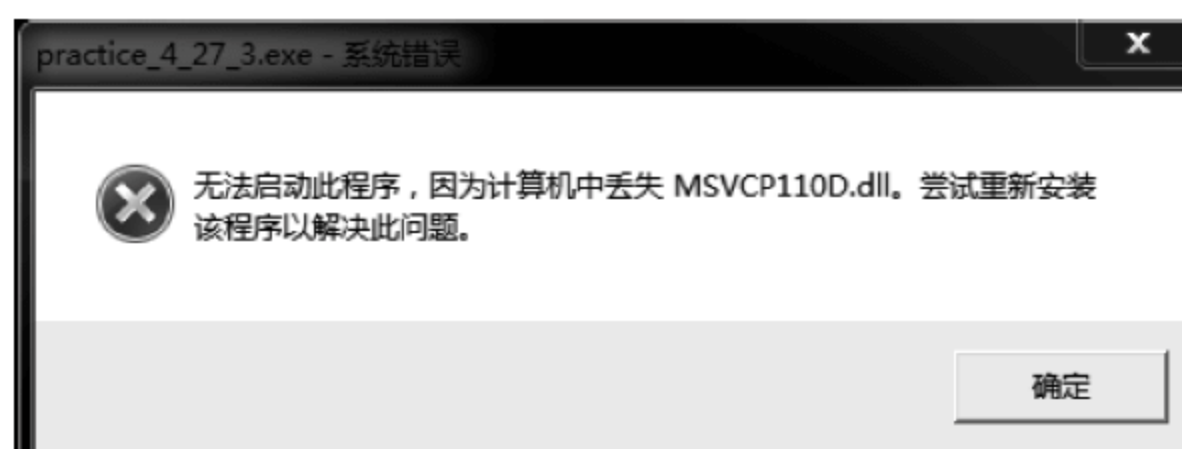 practice_4_27_3.exe - 系统错误
无法启动此程序，因为计算机中丢失 MSVCP110D.dll。尝试重新安装
该程序以解决此问题。
确定